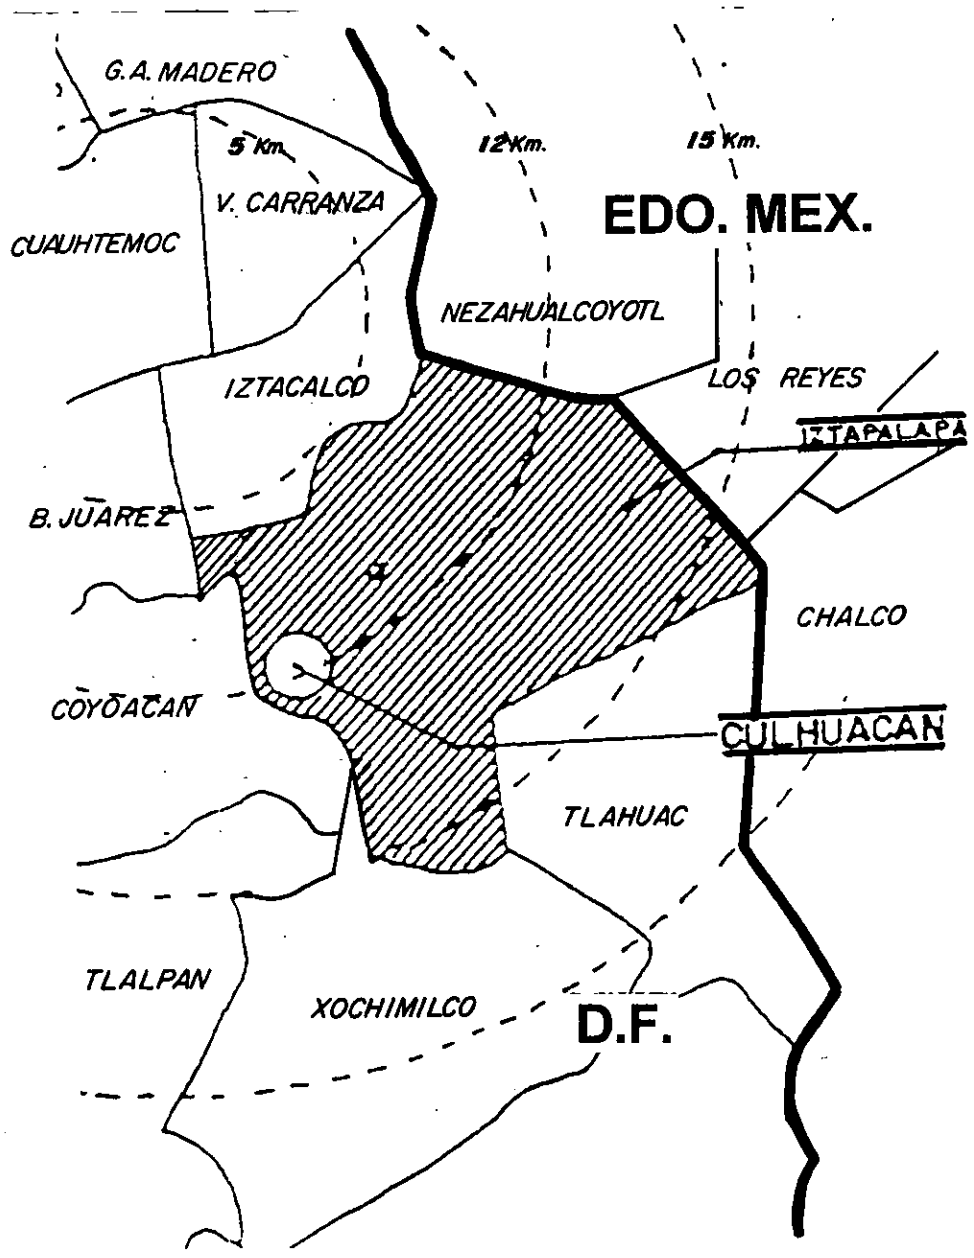 G.A. MADERO
5 Km.
12 Km.
15 Km.
V. CARRANZA
EDO. MEX.
CUAUHTEMOC
NEZAHUALCOYOTL
IZTACALCO
LOS REYES
IZTAPALAPA
B. JUAREZ
CHALCO
COYOACAN
CULHUACAN
TLAHUAC
TLALPAN
XOCHIMILCO
D.F.